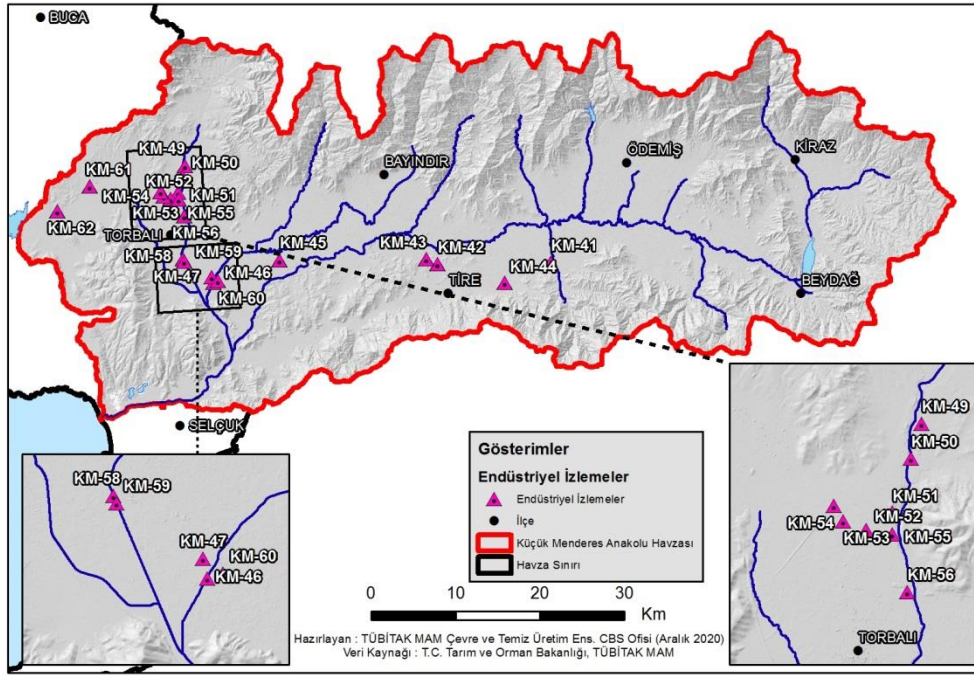 BUCA
KM-49
KM-50
KM-61
KM-52
KM-54
KM-51
KM-53
KM-55
KM-62
TORBALI
KM-56
KM-58
KM-59
KM-45
KM-47
KM-46
KM-60
BAYINDIR
ÖDEMİŞ
KİRAZ
KM-43
KM-42
KM-41
KM-44
TİRE
BEYDAĞ
SELÇUK
KM-58
KM-59
KM-47
KM-60
KM-46
Gösterimler
Endüstriyel İzlemeler
Endüstriyel İzlemeler
İlçe
Küçük Menderes Anakolu Havzası
Havza Sınırı
0 10 20 30
Km
Hazırlayan : TÜBİTAK MAM Çevre ve Temiz Üretim Ens. CBS Ofisi (Aralık 2020)
Veri Kaynağı : T.C. Tarım ve Orman Bakanlığı, TÜBİTAK MAM
KM-49
KM-50
KM-51
KM-52
KM-54
KM-53
KM-55
KM-56
TORBALI